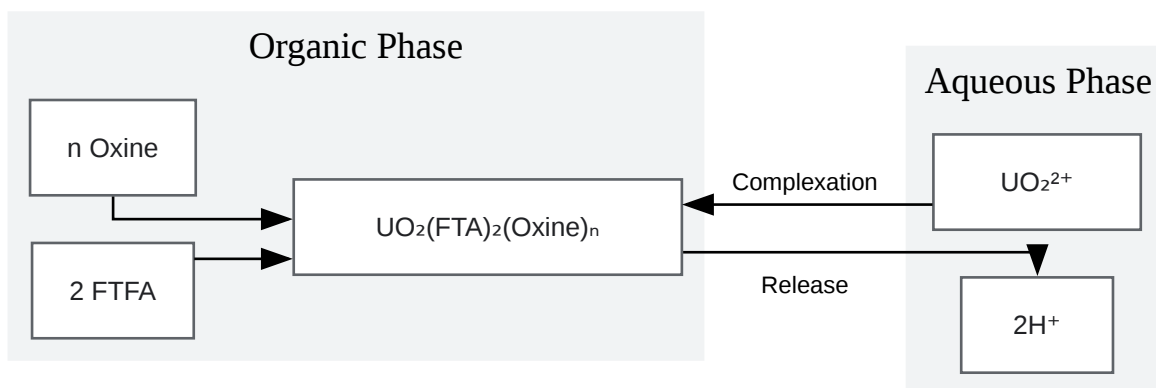 Organic Phase
Aqueous Phase
n Oxine
2 FTFA
UO₂(FTA)₂(Oxine)ₙ
Complexation
Release
UO₂²⁺
2H⁺